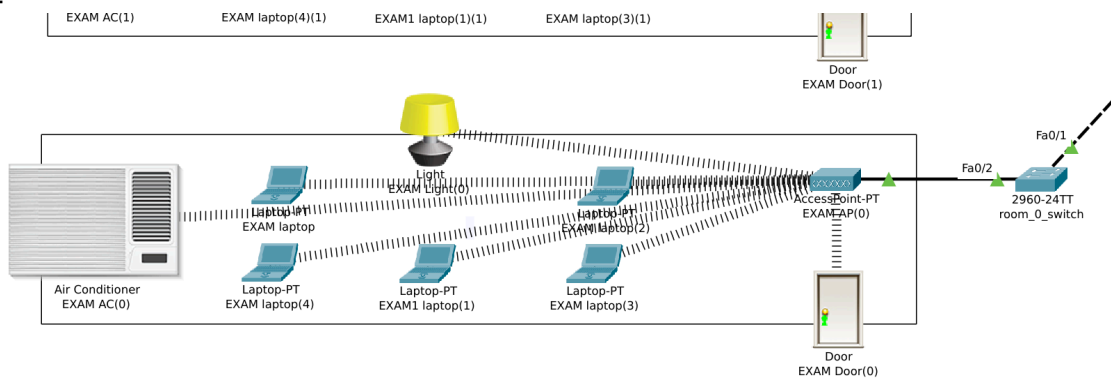 EXAM AC(1)
EXAM laptop(4)(1)
EXAM1 laptop(1)(1)
EXAM laptop(3)(1)
Door
EXAM Door(1)
Fa0/1
Light
EXAM Light(0)
Fa0/2
Laptop-PT
EXAM laptop
Laptop-PT
EXAM laptop(2)
AccessPoint-PT
EXAM AP(0)
2960-24TT
room_0_switch
Air Conditioner
EXAM AC(0)
Laptop-PT
EXAM laptop(4)
Laptop-PT
EXAM1 laptop(1)
Laptop-PT
EXAM laptop(3)
Door
EXAM Door(0)